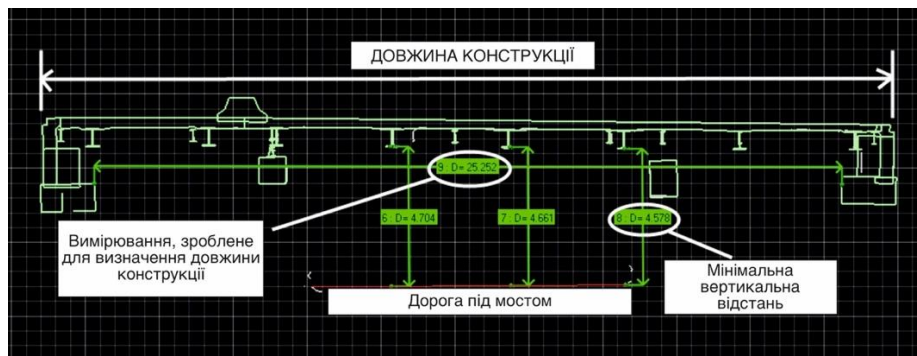 ДОВЖИНА КОНСТРУКЦІЇ
9 : D= 25.252
6 : D= 4.704
7 : D= 4.661
8 : D= 4.578
Вимірювання, зроблене
для визначення довжини
конструкції
Мінімальна
вертикальна
відстань
Дорога під мостом